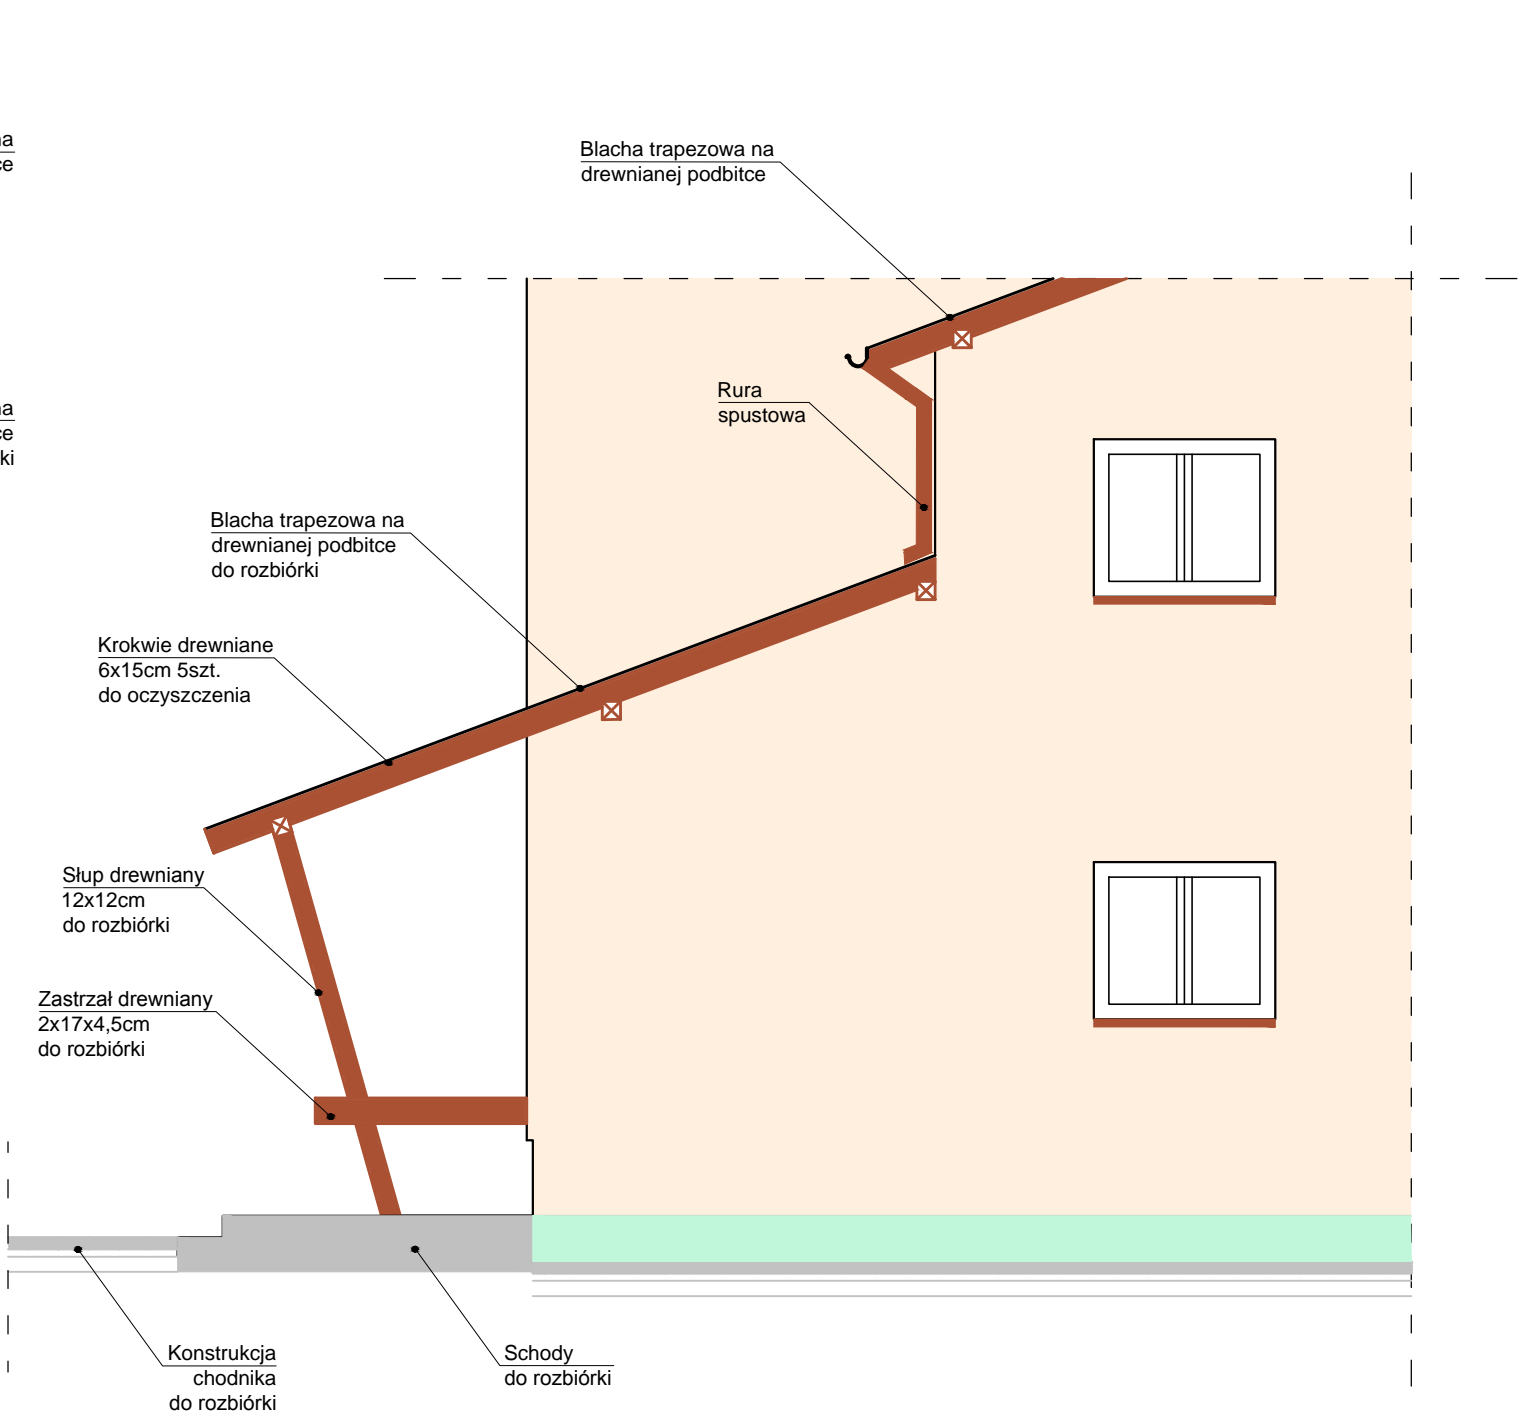 Blacha trapezowa na
drewnianej podbitce
Rura
spustowa
Blacha trapezowa na
drewnianej podbitce
do rozbiórki
Krokwie drewniane
6x15cm 5szt.
do oczyszczenia
Słup drewniany
12x12cm
do rozbiórki
Zastrzał drewniany
2x17x4,5cm
do rozbiórki
Konstrukcja
chodnika
do rozbiórki
Schody
do rozbiórki